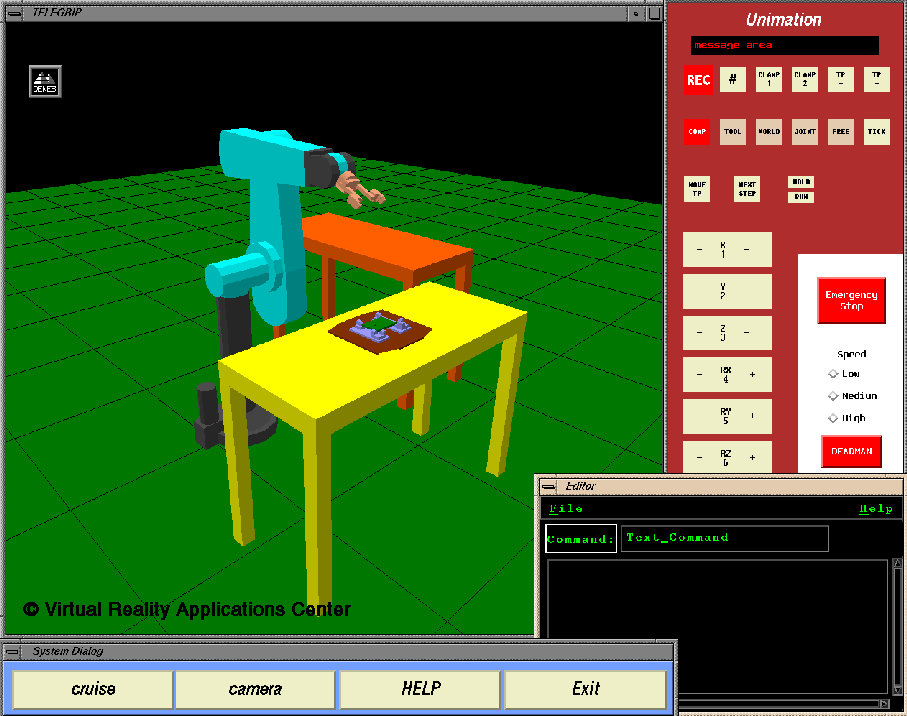 TELEGRIP
DENEB
© Virtual Reality Applications Center
Unimation
message area
REC
#
CLAMP
1
CLAMP
2
TP
-
TP
-
COMP
TOOL
WORLD
JOINT
FREE
TICK
MOVE
TP
NEXT
STEP
HOLD
RUN
- X -
1
Y
2
- Z -
3
- RX +
4
RY
5
- RZ +
6
Emergency
Stop
Speed
Low
Medium
High
DEADMAN
Editor
File
Help
Command:
Text_Command
System Dialog
cruise
camera
HELP
Exit